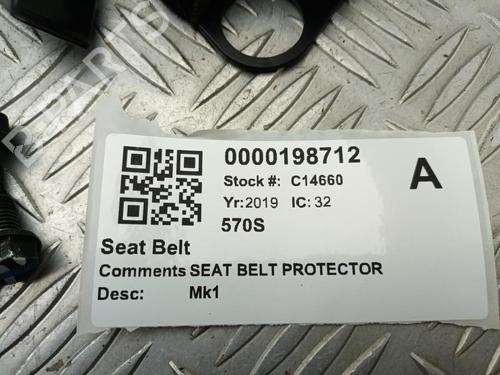 0000198712
Stock #: C14660
A
Yr: 2019 IC: 32
570S
Seat Belt
Comments SEAT BELT PROTECTOR
Desc: Mk1